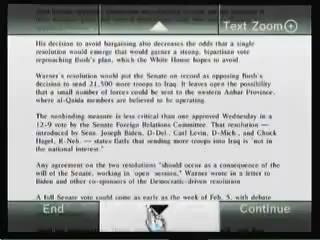 Text Zoom +
His decision to avoid bargaining also decreases the odds that a single
resolution would emerge that would garner a strong, bipartisan vote
reproaching Bush's plan, which the White House hopes to avoid.
Warner's resolution would put the Senate on record as opposing Bush's
decision to send 21,500 more troops to Iraq. It leaves open the possibility
that a small number of forces could be sent to the western Anbar Province,
where al-Qaida members are believed to be operating.
The nonbinding measure is less critical than one approved Wednesday in a
12-9 vote by the Senate Foreign Relations Committee. That resolution —
introduced by Sens. Joseph Biden, D-Del., Carl Levin, D-Mich., and Chuck
Hagel, R-Neb. — states flatly that sending more troops into Iraq is "not in
the national interest."
Any agreement on the two resolutions "should occur as a consequence of the
will of the Senate, working in 'open' session," Warner wrote in a letter to
Biden and other co-sponsors of the Democratic-driven resolution.
A full Senate vote could come as early as the week of Feb. 5, with debate
End
Continue